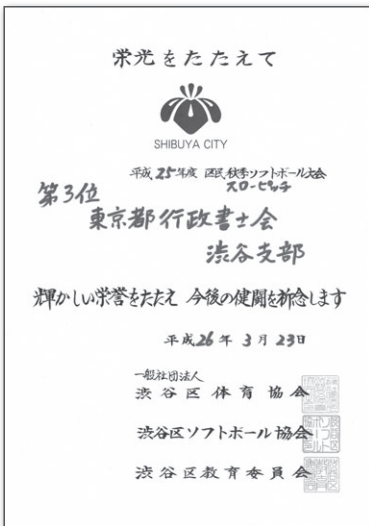 栄光をたたえて
SHIBUYA CITY
平成25年度 区民秋季ソフトボール大会
スローピッチ
第3位
東京都行政書士会
渋谷支部
輝かしい栄誉をたたえ 今後の健闘を祈念します
平成26年3月23日
一般社団法人
渋谷区体育協会
渋谷区ソフトボール協会
渋谷区教育委員会